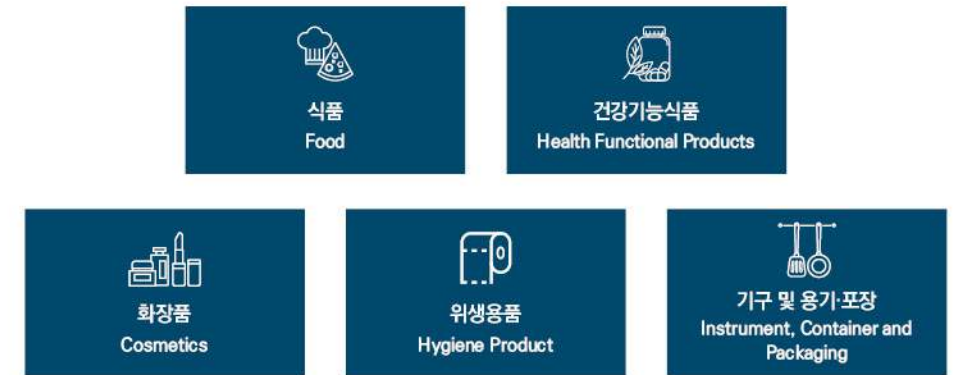 식품
Food
건강기능식품
Health Functional Products
화장품
Cosmetics
위생용품
Hygiene Product
기구 및 용기·포장
Instrument, Container and
Packaging